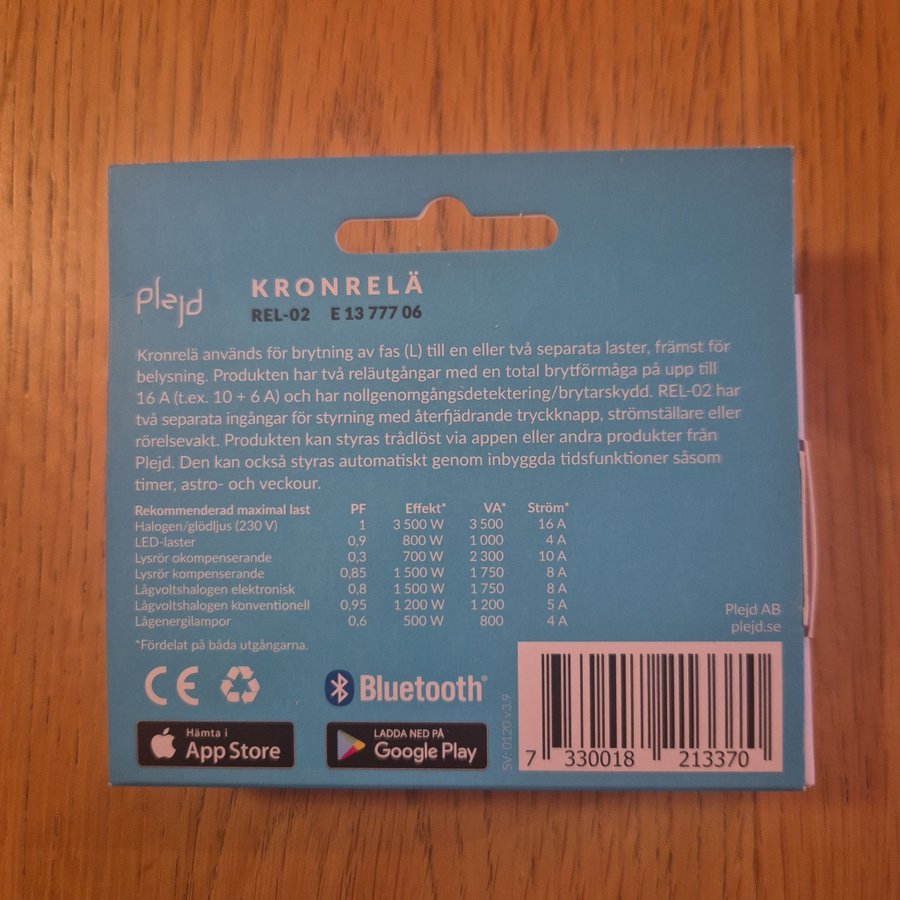 plejd
KRONRELÄ
REL-02 E 13 777 06
Kronrelä används för brytning av fas (L) till en eller två separata laster, främst för
belysning. Produkten har två reläutgångar med en total brytförmåga på upp till
16 A (t.ex. 10 + 6 A) och har nollgenomgångsdetektering/brytarskydd. REL-02 har
två separata ingångar för styrning med återfjädrande tryckknapp, strömställare eller
rörelsevakt. Produkten kan styras trådlöst via appen eller andra produkter från
Plejd. Den kan också styras automatiskt genom inbyggda tidsfunktioner såsom
timer, astro- och veckour.
Rekommenderad maximal last PF Effekt* VA* Ström*
Halogen/glödljus (230 V) 1 3 500 W 3 500 16 A
LED-laster 0,9 800 W 1 000 4 A
Lysrör okompenserande 0,3 700 W 2 300 10 A
Lysrör kompenserande 0,85 1 500 W 1 750 8 A
Lågvoltshalogen elektronisk 0,8 1 500 W 1 750 8 A
Lågvoltshalogen konventionell 0,95 1 200 W 1 200 5 A
Lågenergilampor 0,6 500 W 800 4 A
*Fördelat på båda utgångarna.
Plejd AB
plejd.se
CE
Bluetooth®
Hämta i
App Store
LADDA NED PÅ
Google Play
SV: 0120 v3.9
7 330018 213370